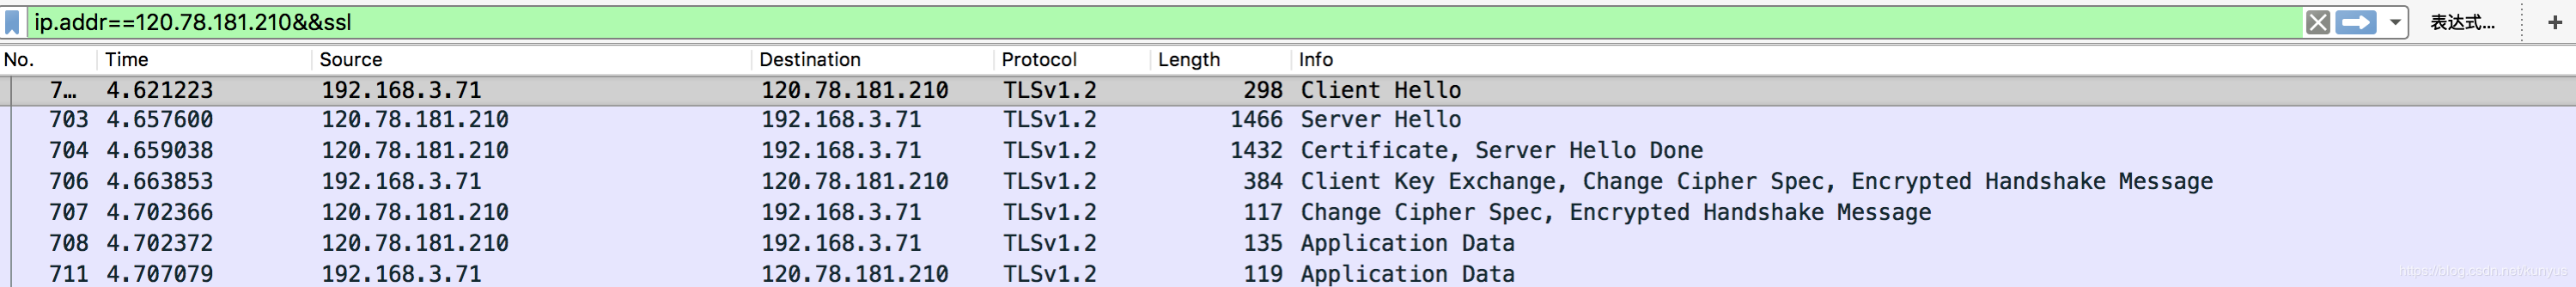 ip.addr==120.78.181.210&&ssl 表达式... +
No. Time Source Destination Protocol Length Info
7... 4.621223 192.168.3.71 120.78.181.210 TLSv1.2 298 Client Hello
703 4.657600 120.78.181.210 192.168.3.71 TLSv1.2 1466 Server Hello
704 4.659038 120.78.181.210 192.168.3.71 TLSv1.2 1432 Certificate, Server Hello Done
706 4.663853 192.168.3.71 120.78.181.210 TLSv1.2 384 Client Key Exchange, Change Cipher Spec, Encrypted Handshake Message
707 4.702366 120.78.181.210 192.168.3.71 TLSv1.2 117 Change Cipher Spec, Encrypted Handshake Message
708 4.702372 120.78.181.210 192.168.3.71 TLSv1.2 135 Application Data
711 4.707079 192.168.3.71 120.78.181.210 TLSv1.2 119 Application Data
https://blog.csdn.net/kunyus